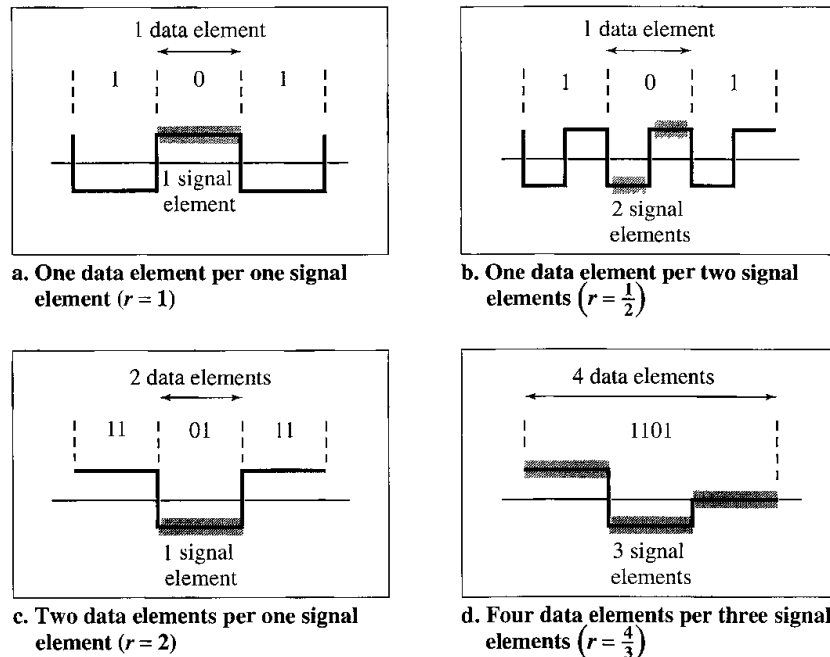 1 data element
1 0 1
1 signal
element
a. One data element per one signal
element (r = 1)
1 data element
1 0 1
2 signal
elements
b. One data element per two signal
elements (r = 1/2)
2 data elements
11 01 11
1 signal
element
c. Two data elements per one signal
element (r = 2)
4 data elements
1101
3 signal
elements
d. Four data elements per three signal
elements (r = 4/3)